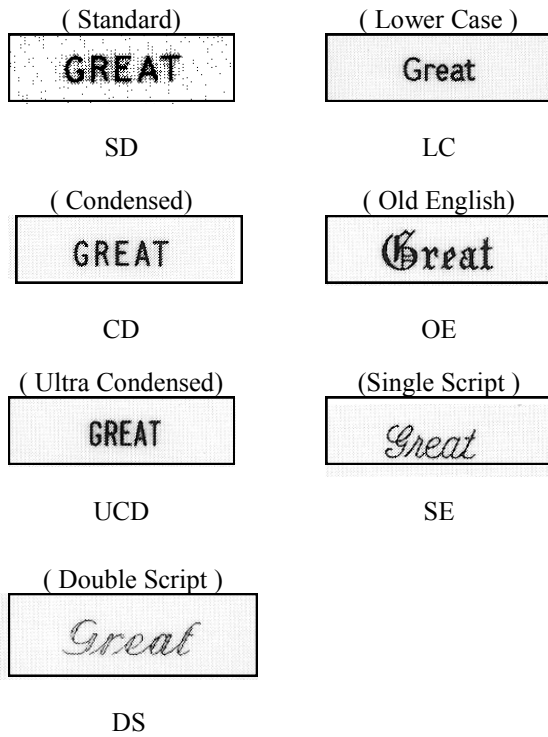 ( Standard )
GREAT
SD
( Lower Case )
Great
LC
( Condensed)
GREAT
CD
( Old English)
Great
OE
( Ultra Condensed)
GREAT
UCD
(Single Script )
Great
SE
( Double Script )
Great
DS